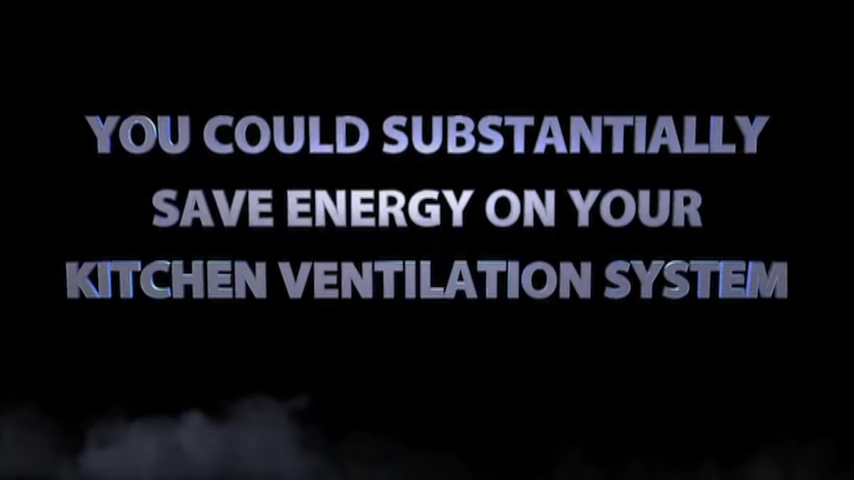 YOU COULD SUBSTANTIALLY
SAVE ENERGY ON YOUR
KITCHEN VENTILATION SYSTEM